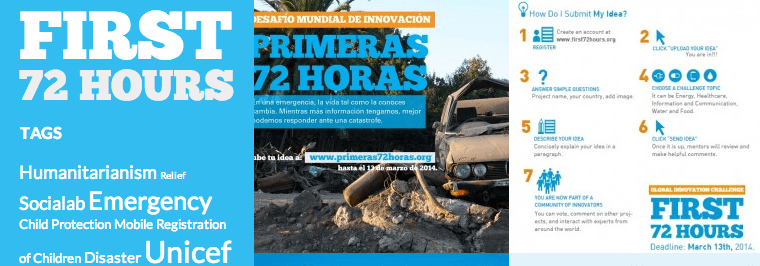 FIRST
72 HOURS
TAGS
Humanitarianism Relief
Socialab Emergency
Child Protection Mobile Registration
of Children Disaster Unicef
DESAFÍO MUNDIAL DE INNOVACIÓN
PRIMERAS
72 HORAS
En una emergencia, la vida tal como la conoces
cambia. Mientras más información tengamos, mejor
podemos responder ante una catástrofe.
ube tu idea a: www.primeras72horas.org
hasta el 13 de marzo de 2014.
How Do I Submit My Idea?
1 Create an account at
www.first72hours.org
REGISTER
2
CLICK "UPLOAD YOUR IDEA"
You are in!!!
3 ?
ANSWER SIMPLE QUESTIONS
Project name, your country, add image.
4
CHOOSE A CHALLENGE TOPIC
It can be Energy, Healthcare,
Information and Communication,
Water and Food.
5
DESCRIBE YOUR IDEA
Concisely explain your idea in a
paragraph.
6
CLICK "SEND IDEA"
Once it is up, mentors will review and
make helpful comments.
7
YOU ARE NOW PART OF A
COMMUNITY OF INNOVATORS
You can vote, comment on other proj-
ects, and interact with experts from
around the world.
GLOBAL INNOVATION CHALLENGE
FIRST
72 HOURS
Deadline: March 13th, 2014.